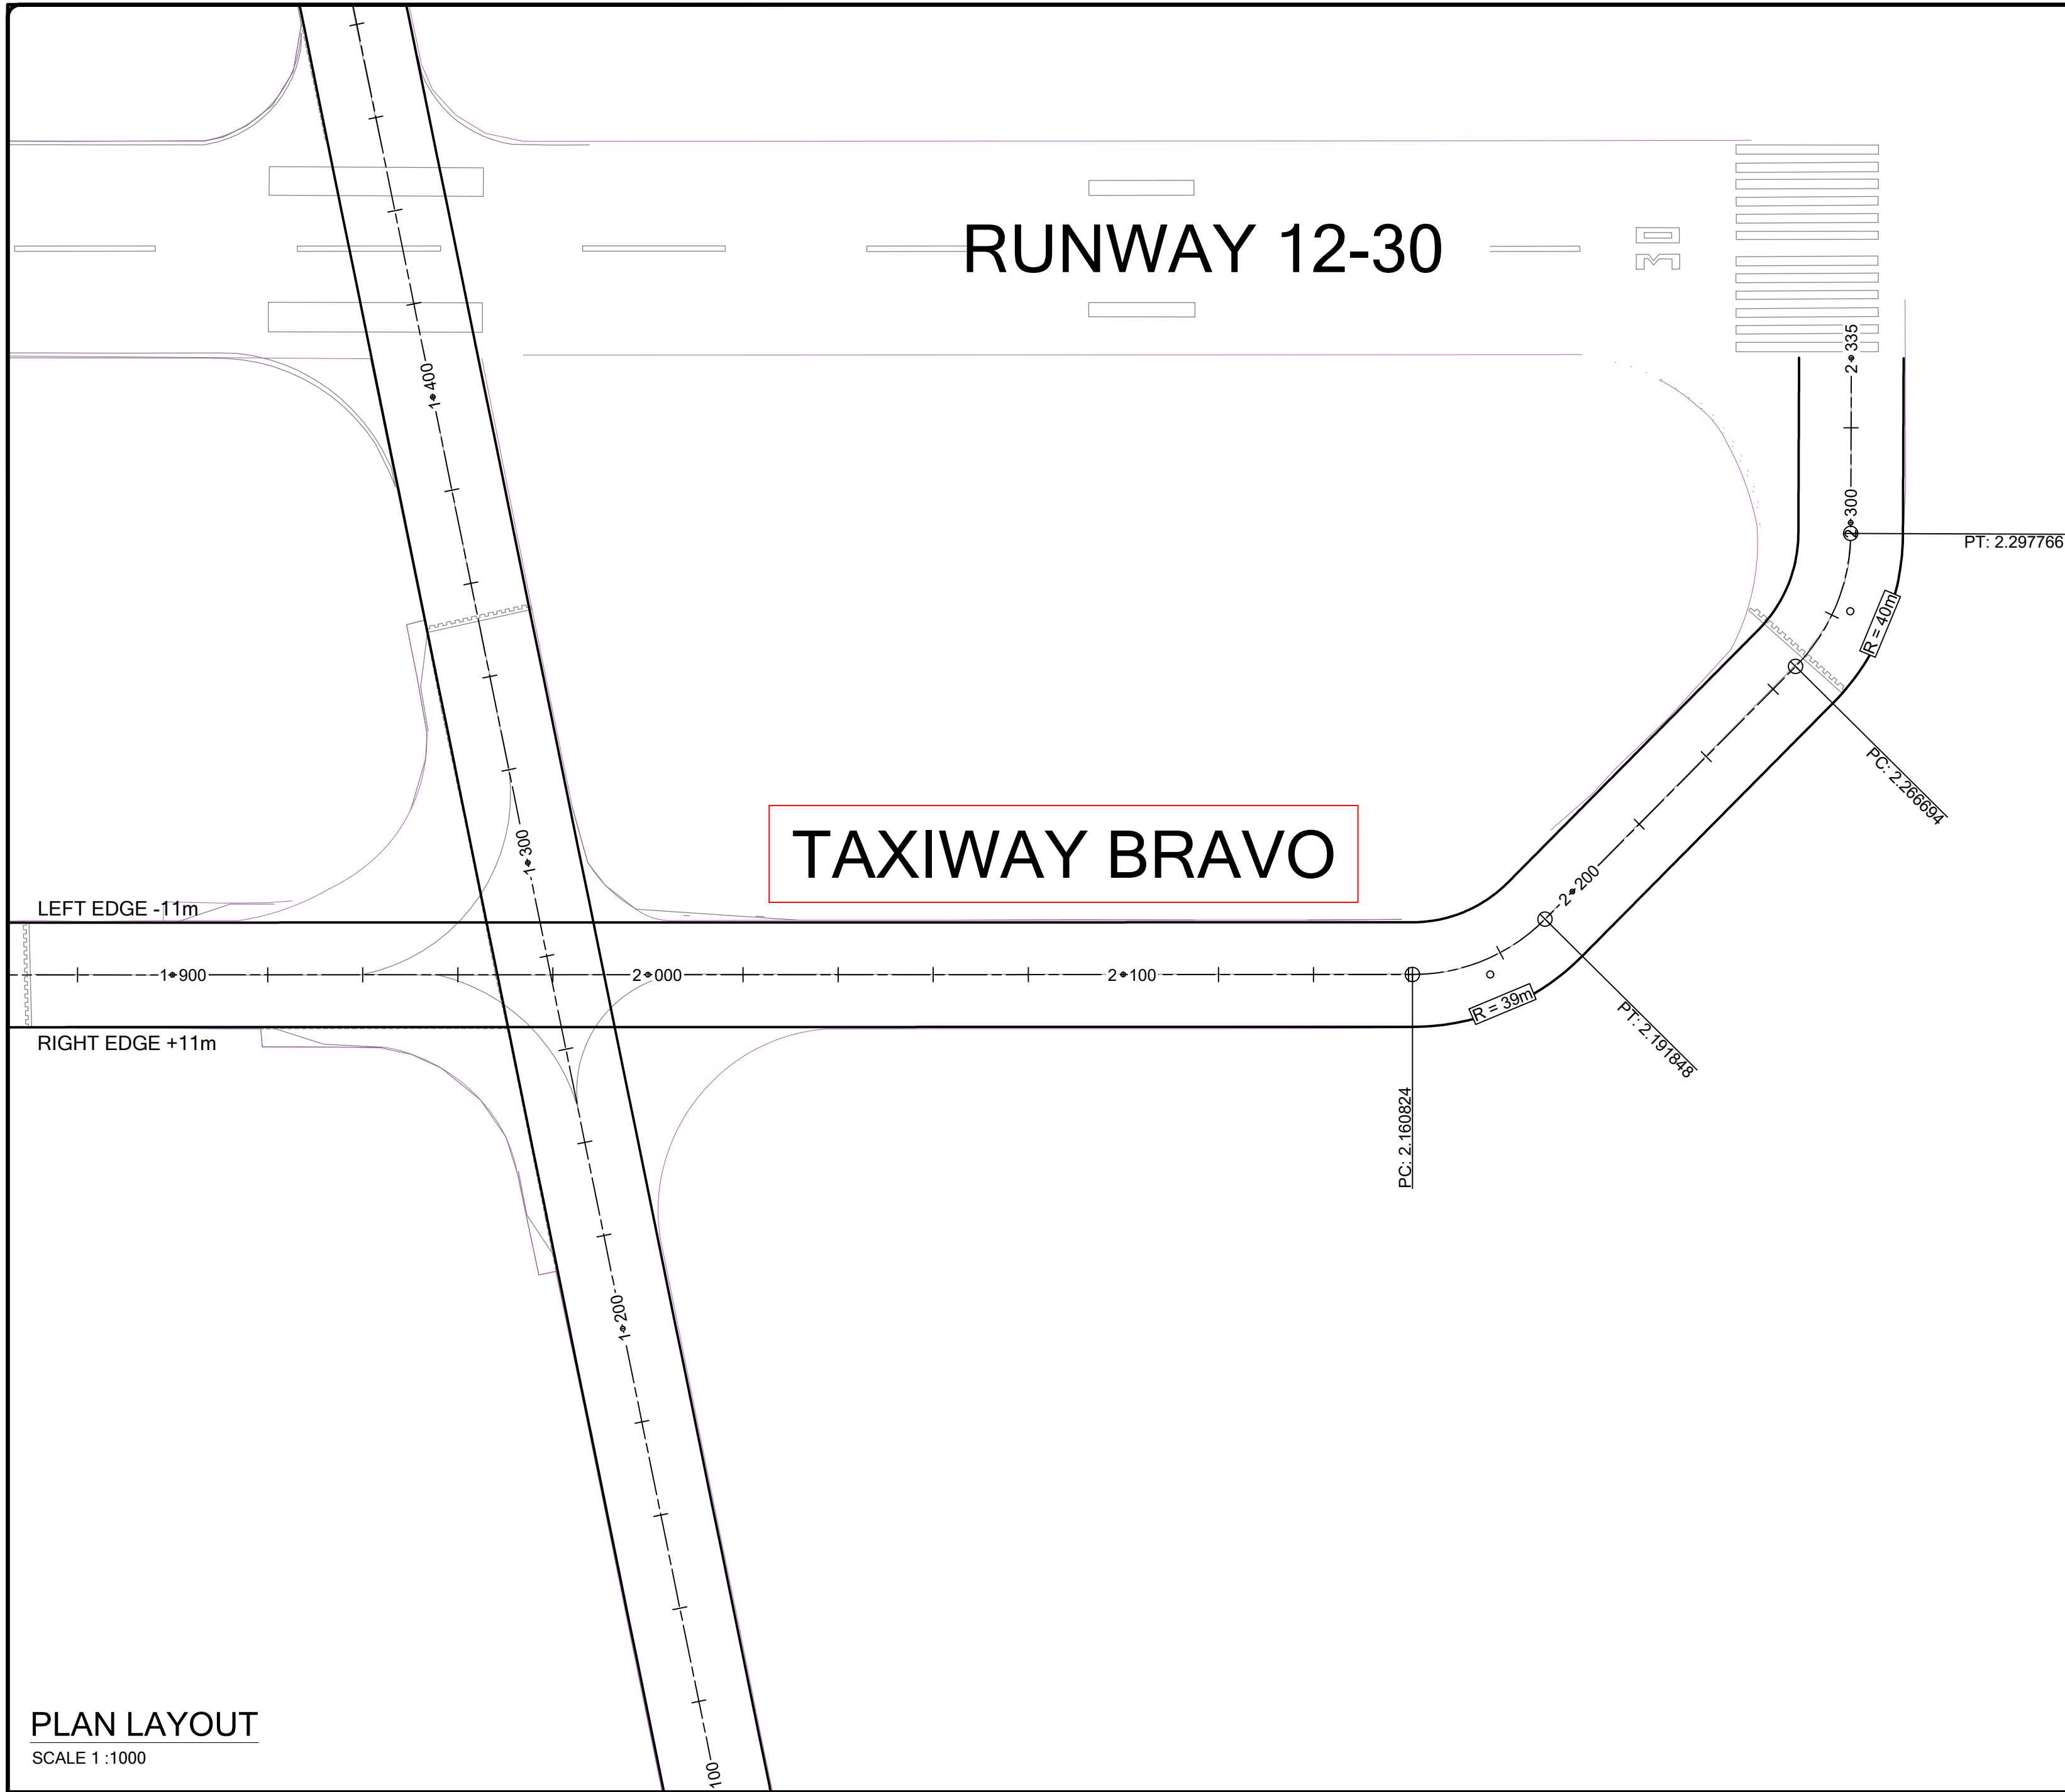 RUNWAY 12-30
30
2+335
1+400
2+300
PT: 2.297766
R = 40m
PC: 2.266694
TAXIWAY BRAVO
1+300
2+200
LEFT EDGE -11m
1+900
2+000
2+100
R = 39m
PT: 2.191848
RIGHT EDGE +11m
PC: 2.160824
1+200
PLAN LAYOUT
SCALE 1 :1000
100